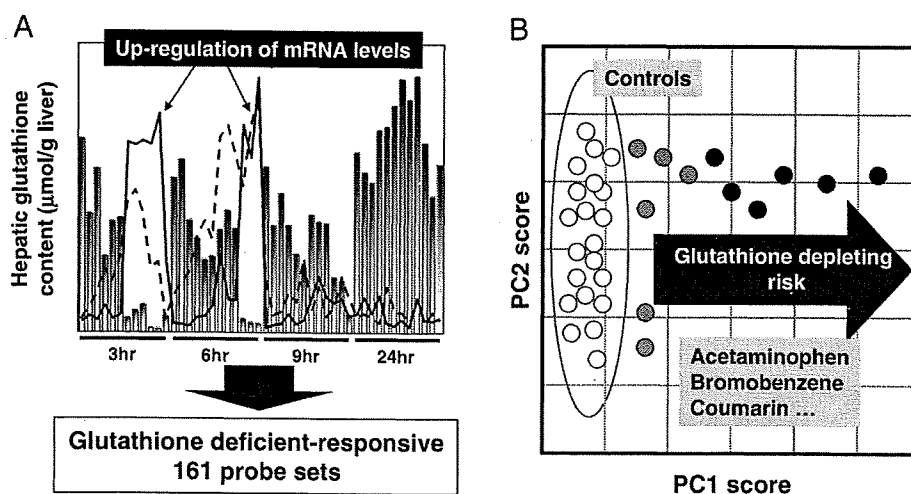 A
Up-regulation of mRNA levels
Hepatic glutathione
content (μmol/g liver)
3hr
6hr
9hr
24hr
Glutathione deficient-responsive
161 probe sets
B
Controls
PC2 score
Glutathione depleting
risk
Acetaminophen
Bromobenzene
Coumarin ...
PC1 score